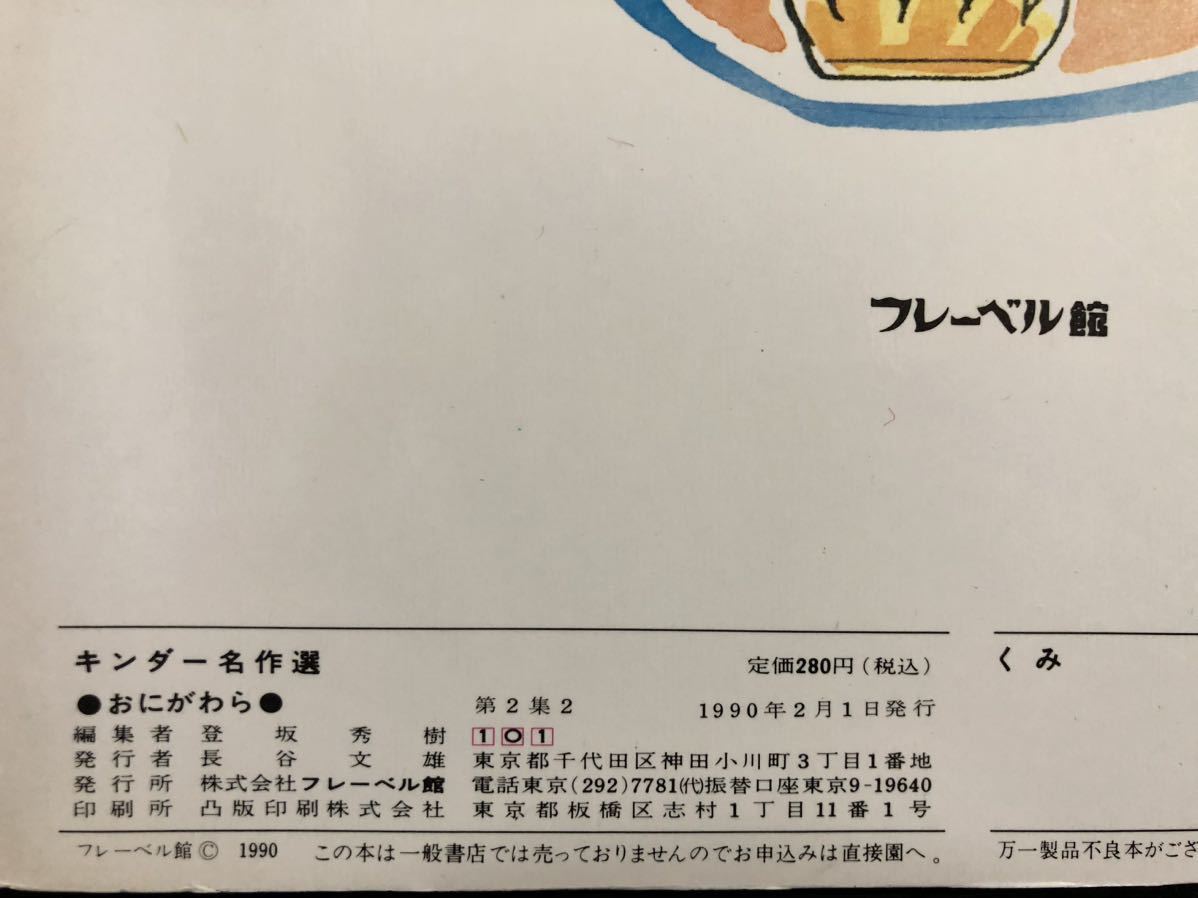 フレーベル館
キンダー名作選 定価280円(税込)
●おにがわら● 第2集2 1990年2月1日発行
編集者 登坂秀樹 101
発行者 長谷文雄 東京都千代田区神田小川町3丁目1番地
発行所 株式会社フレーベル館 電話東京(292)7781(代)振替口座東京9-19640
印刷所 凸版印刷株式会社 東京都板橋区志村1丁目11番1号
フレーベル館© 1990 この本は一般書店では売っておりませんのでお申込みは直接園へ。
くみ
万一製品不良本がござ